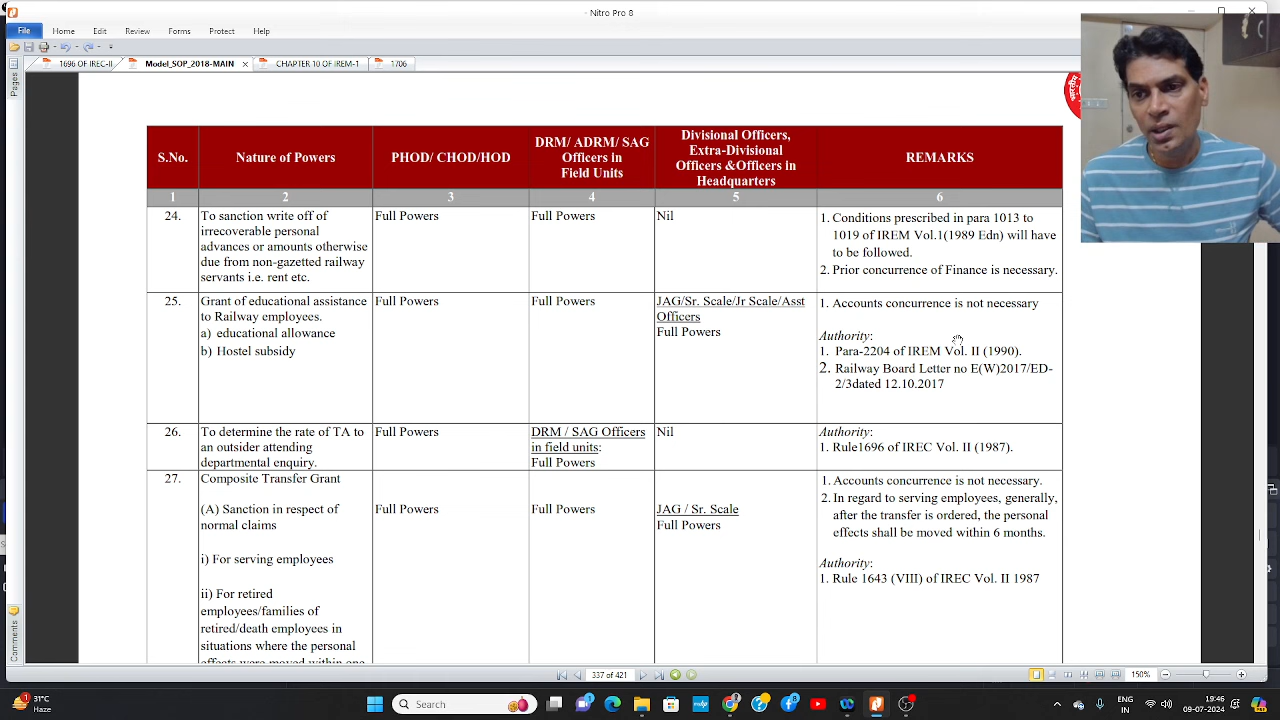 - Nitro Pro 8
File Home Edit Review Forms Protect Help
1696 OF IREC-II Model_SOP_2018-MAIN × CHAPTER 10 OF IREM-1 1706
Pages
S.No.
Nature of Powers
PHOD/ CHOD/HOD
DRM/ ADRM/ SAG
Officers in
Field Units
Divisional Officers,
Extra-Divisional
Officers &Officers in
Headquarters
REMARKS
1 2 3 4 5 6
24.
To sanction write off of
irrecoverable personal
advances or amounts otherwise
due from non-gazetted railway
servants i.e. rent etc.
Full Powers
Full Powers
Nil
1. Conditions prescribed in para 1013 to
1019 of IREM Vol.1(1989 Edn) will have
to be followed.
2. Prior concurrence of Finance is necessary.
25.
Grant of educational assistance
to Railway employees.
a) educational allowance
b) Hostel subsidy
Full Powers
Full Powers
JAG/Sr. Scale/Jr Scale/Asst
Officers
Full Powers
1. Accounts concurrence is not necessary
Authority:
1. Para-2204 of IREM Vol. II (1990).
2. Railway Board Letter no E(W)2017/ED-
2/3dated 12.10.2017
26.
To determine the rate of TA to
an outsider attending
departmental enquiry.
Full Powers
DRM / SAG Officers
in field units:
Full Powers
Nil
Authority:
1. Rule1696 of IREC Vol. II (1987).
27.
Composite Transfer Grant
(A) Sanction in respect of
normal claims
i) For serving employees
ii) For retired
employees/families of
retired/death employees in
situations where the personal
effects were moved within one
Full Powers
Full Powers
JAG / Sr. Scale
Full Powers
1. Accounts concurrence is not necessary.
2. In regard to serving employees, generally,
after the transfer is ordered, the personal
effects shall be moved within 6 months.
Authority:
1. Rule 1643 (VIII) of IREC Vol. II 1987
Comments
337 of 421
150%
31°C
Haze
Search
ENG
IN
19:46
09-07-2024